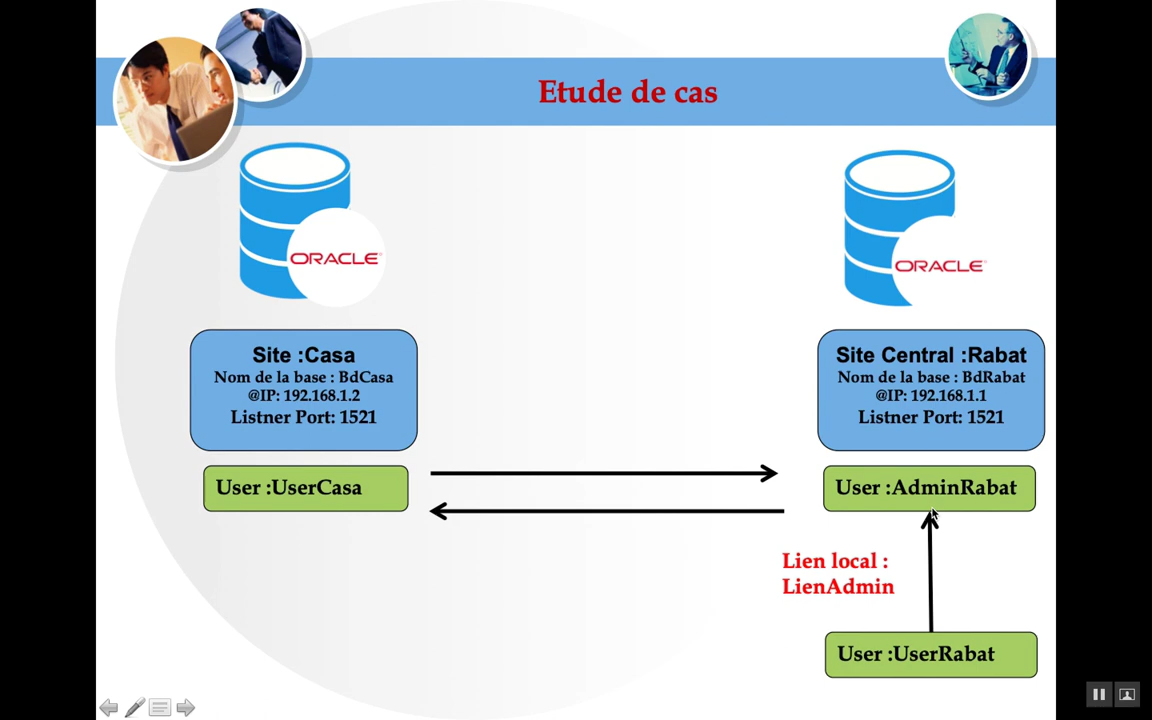 Etude de cas
ORACLE
ORACLE
Site :Casa
Nom de la base : BdCasa
@IP: 192.168.1.2
Listner Port: 1521
Site Central :Rabat
Nom de la base : BdRabat
@IP: 192.168.1.1
Listner Port: 1521
User :UserCasa
User :AdminRabat
Lien local :
LienAdmin
User :UserRabat